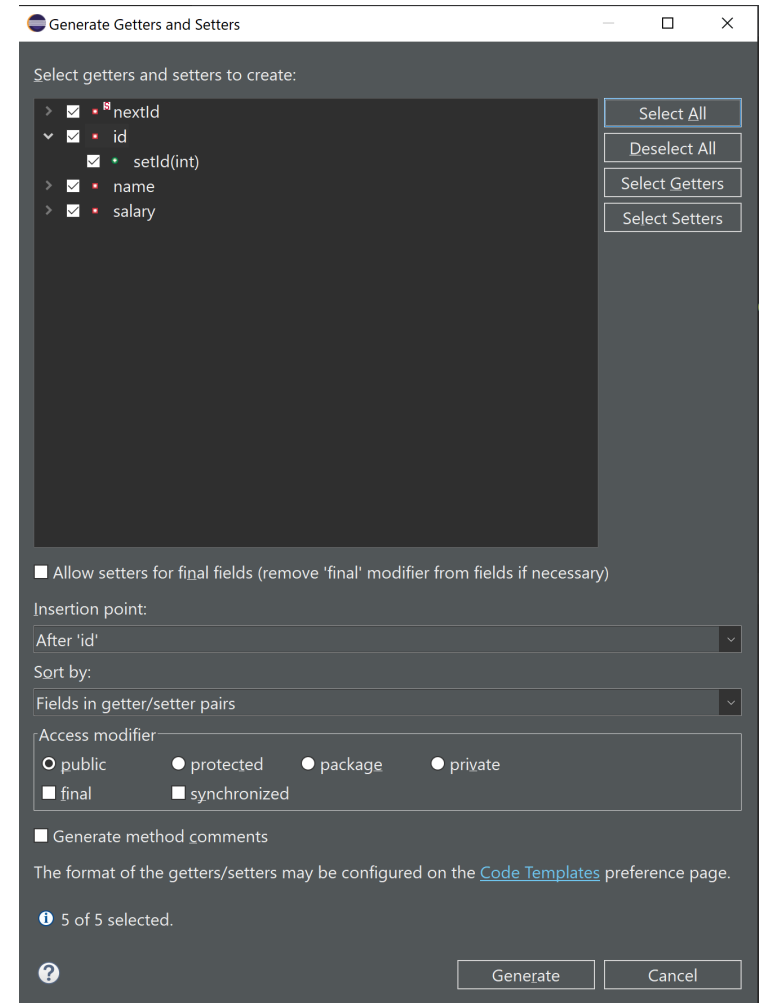 Generate Getters and Setters
Select getters and setters to create:
S nextId
id
setId(int)
name
salary
Select All
Deselect All
Select Getters
Select Setters
Allow setters for final fields (remove 'final' modifier from fields if necessary)
Insertion point:
After 'id'
Sort by:
Fields in getter/setter pairs
Access modifier
public protected package private
final synchronized
Generate method comments
The format of the getters/setters may be configured on the Code Templates preference page.
5 of 5 selected.
Generate Cancel